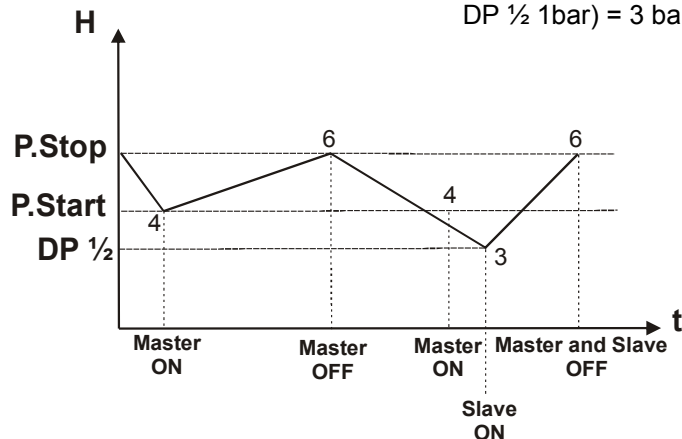 DP ½ 1bar) = 3 ba
H
P.Stop
6
6
P.Start
4
4
DP ½
3
t
Master
ON
Master
OFF
Master
ON
Master and Slave
OFF
Slave
ON